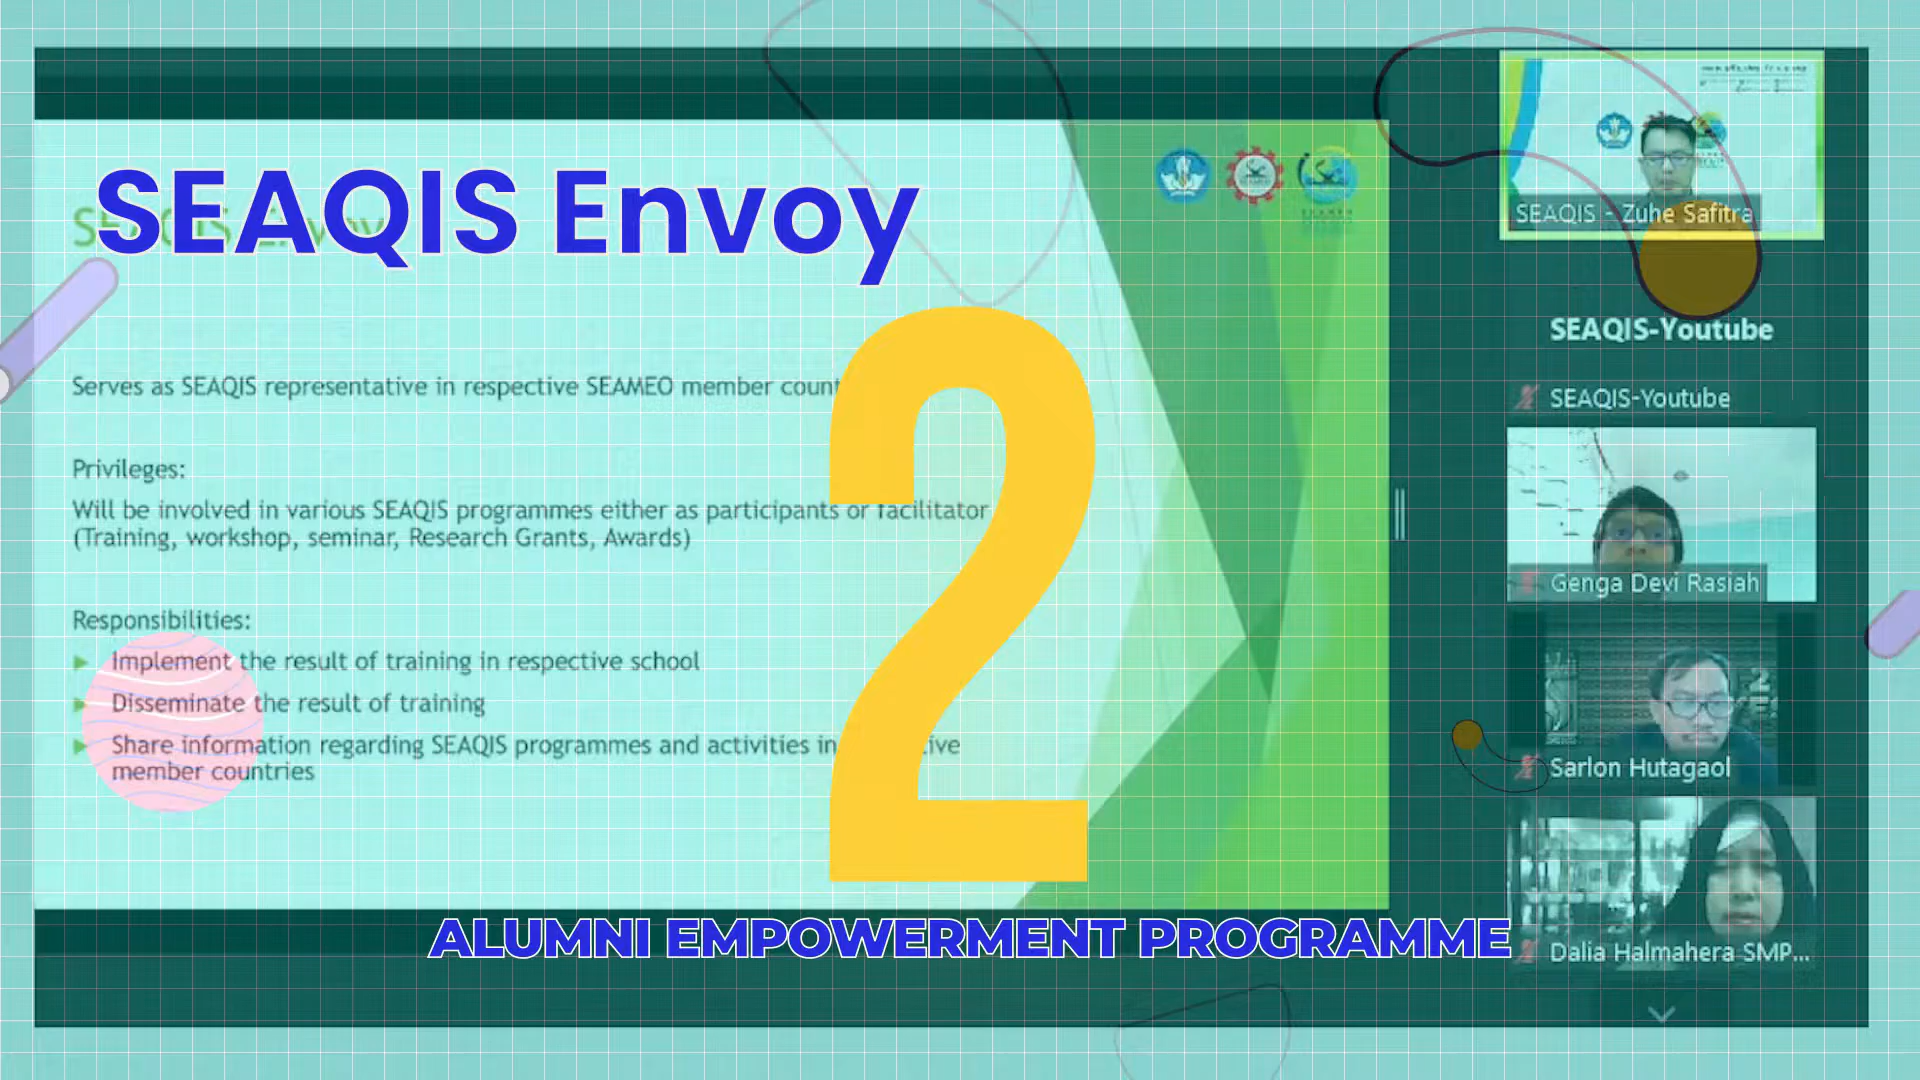 SEAQIS Envoy
Serves as SEAQIS representative in respective SEAMEO member
Privileges:
Will be involved in various SEAQIS programmes either as participants or facilitator
(Training, workshop, seminar, Research Grants, Awards)
Responsibilities:
Implement the result of training in respective school
Disseminate the result of training
Share information regarding SEAQIS programmes and activities in
member countries
2
ALUMNI EMPOWERMENT PROGRAMME
SEAQIS - Zuhe Safitra
SEAQIS-Youtube
SEAQIS-Youtube
Genga Devi Rasiah
Sarlon Hutagaol
Dalia Halmahera SMP...